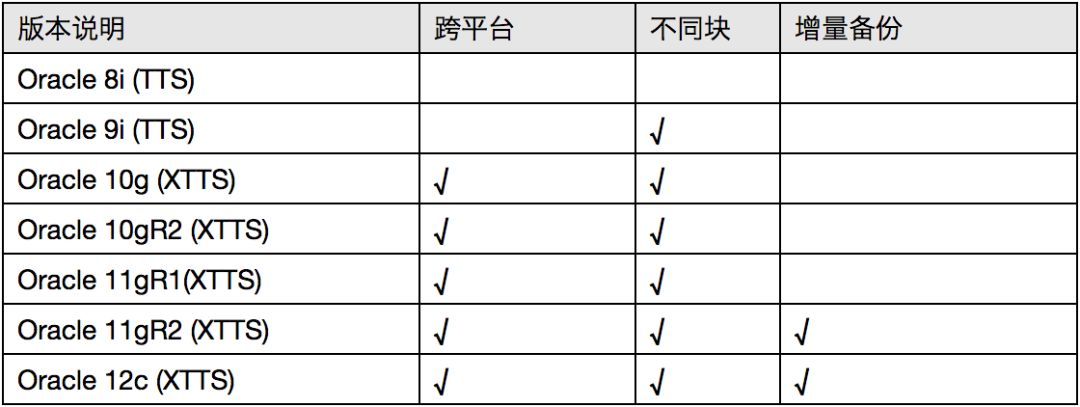 版本说明 跨平台 不同块 增量备份
Oracle 8i (TTS)
Oracle 9i (TTS) √
Oracle 10g (XTTS) √ √
Oracle 10gR2 (XTTS) √ √
Oracle 11gR1(XTTS) √ √
Oracle 11gR2 (XTTS) √ √ √
Oracle 12c (XTTS) √ √ √